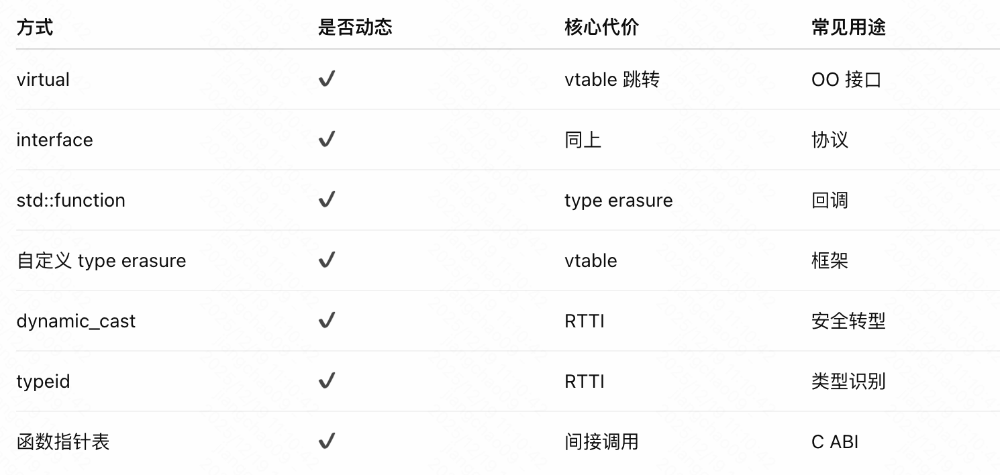 方式 是否动态 核心代价 常见用途
virtual ✓ vtable 跳转 OO 接口
interface ✓ 同上 协议
std::function ✓ type erasure 回调
自定义 type erasure ✓ vtable 框架
dynamic_cast ✓ RTTI 安全转型
typeid ✓ RTTI 类型识别
函数指针表 ✓ 间接调用 C ABI